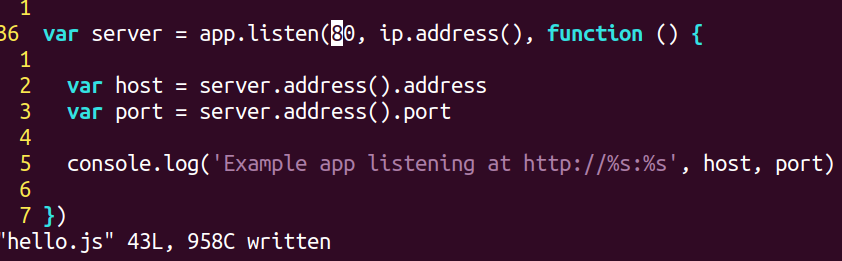 1
36 var server = app.listen(80, ip.address(), function () {
1
2 var host = server.address().address
3 var port = server.address().port
4
5 console.log('Example app listening at http://%s:%s', host, port)
6
7 })
"hello.js" 43L, 958C written